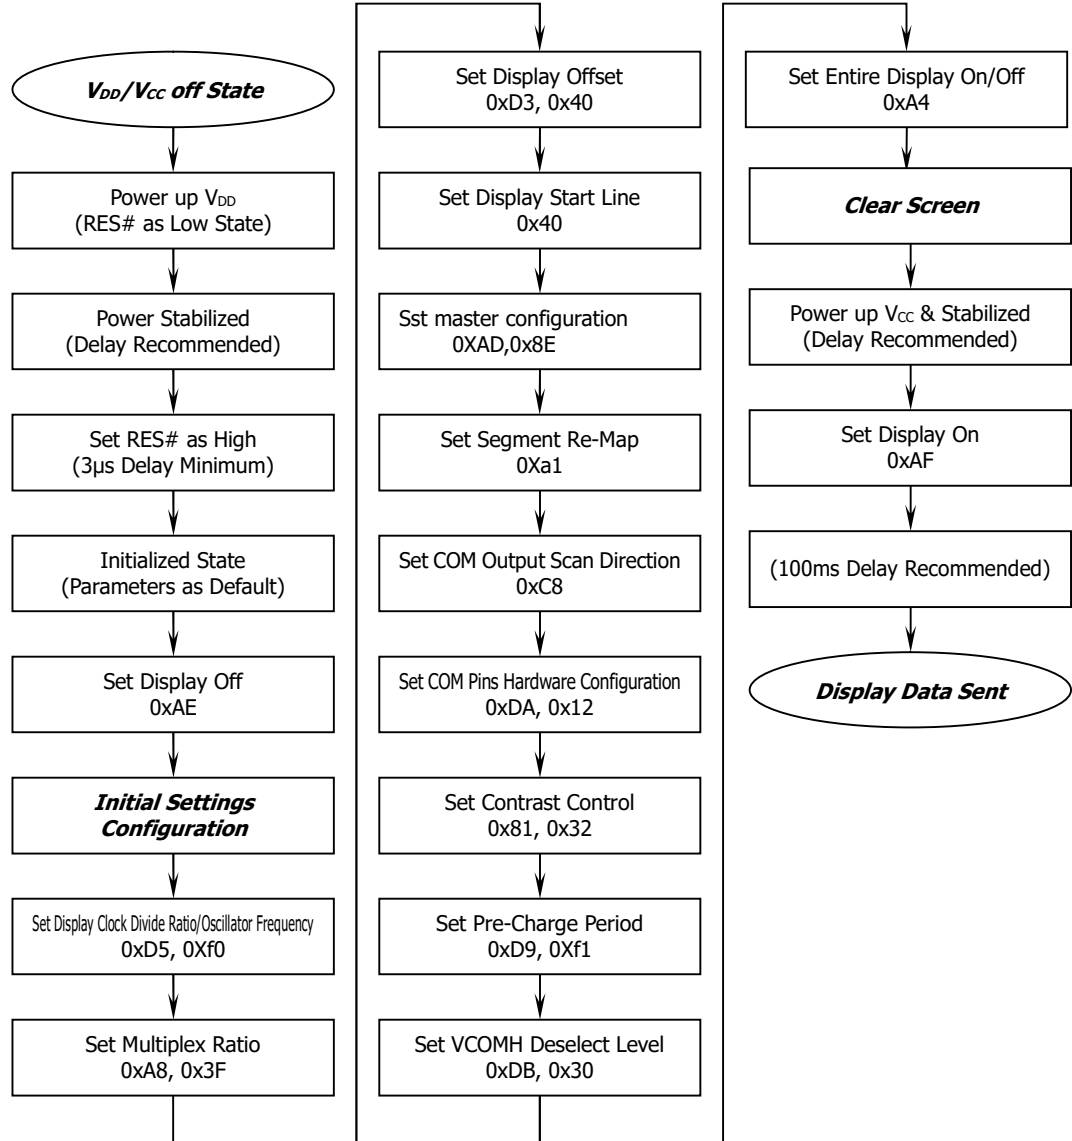 VDD/VCC off State
Power up VDD
(RES# as Low State)
Power Stabilized
(Delay Recommended)
Set RES# as High
(3μs Delay Minimum)
Initialized State
(Parameters as Default)
Set Display Off
0xAE
Initial Settings
Configuration
Set Display Clock Divide Ratio/Oscillator Frequency
0xD5, 0Xf0
Set Multiplex Ratio
0xA8, 0x3F
Set Display Offset
0xD3, 0x40
Set Display Start Line
0x40
Sst master configuration
0XAD,0x8E
Set Segment Re-Map
0Xa1
Set COM Output Scan Direction
0xC8
Set COM Pins Hardware Configuration
0xDA, 0x12
Set Contrast Control
0x81, 0x32
Set Pre-Charge Period
0xD9, 0Xf1
Set VCOMH Deselect Level
0xDB, 0x30
Set Entire Display On/Off
0xA4
Clear Screen
Power up VCC & Stabilized
(Delay Recommended)
Set Display On
0xAF
(100ms Delay Recommended)
Display Data Sent